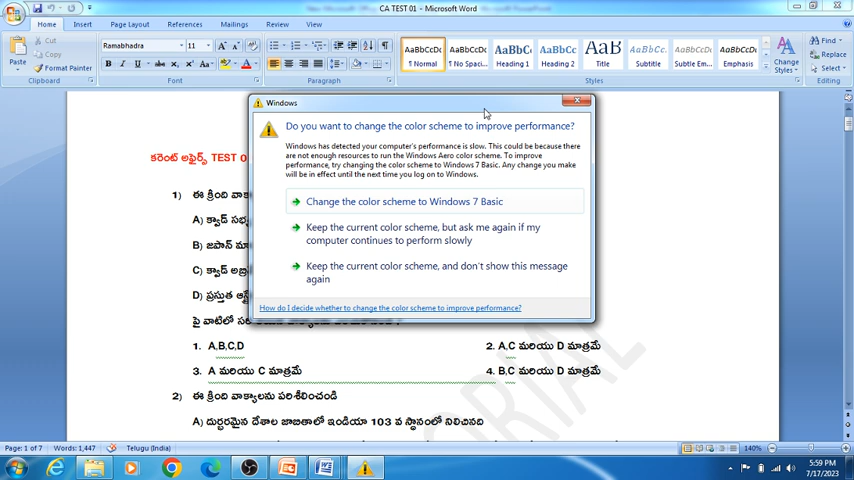 CA TEST 01 - Microsoft Word
Home Insert Page Layout References Mailings Review View
Paste
Cut
Copy
Format Painter
Clipboard
Ramabhadra 11
Font
Paragraph
AaBbCcDc AaBbCcDc AaBbC AaBbCc AaB AaBbCc. AaBbCcDc AaBbCcDc
¶ Normal ¶ No Spaci... Heading 1 Heading 2 Title Subtitle Subtle Em... Emphasis
Change Styles
Styles
Find
Replace
Select
Editing
Windows
Do you want to change the color scheme to improve performance?
Windows has detected your computer's performance is slow. This could be because there
are not enough resources to run the Windows Aero color scheme. To improve
performance, try changing the color scheme to Windows 7 Basic. Any change you make
will be in effect until the next time you log on to Windows.
Change the color scheme to Windows 7 Basic
Keep the current color scheme, but ask me again if my
computer continues to perform slowly
Keep the current color scheme, and don't show this message
again
How do I decide whether to change the color scheme to improve performance?
కరెంట్ అఫైర్స్ TEST 0
1) ఈ క్రింది
A) క్వాడ్
B) జపాన్
C) క్వాడ్
D) ప్రస్తుత
పై వాటిలో
1. A,B,C,D
2. A,C మరియు D మాత్రమే
3. A మరియు C మాత్రమే
4. B,C మరియు D మాత్రమే
2) ఈ క్రింది వాక్యాలను పరిశీలించండి
A) దుర్భరమైన దేశాల జాబితాలో ఇండియా 103 వ స్థానంలో నిలిచినది
Page: 1 of 7 Words: 1,447 Telugu (India) 140%
5:59 PM
7/17/2023